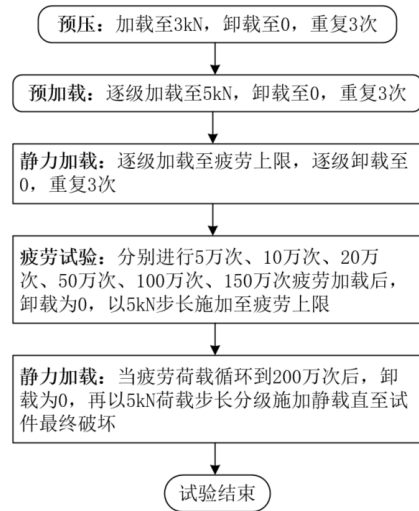 预压：加载至3kN，卸载至0，重复3次
预加载：逐级加载至5kN，卸载至0，重复3次
静力加载：逐级加载至疲劳上限，逐级卸载至
0，重复3次
疲劳试验：分别进行5万次、10万次、20万
次、50万次、100万次、150万次疲劳加载后，
卸载为0，以5kN步长施加至疲劳上限
静力加载：当疲劳荷载循环到200万次后，卸
载为0，再以5kN荷载步长分级施加静载直至试
件最终破坏
试验结束